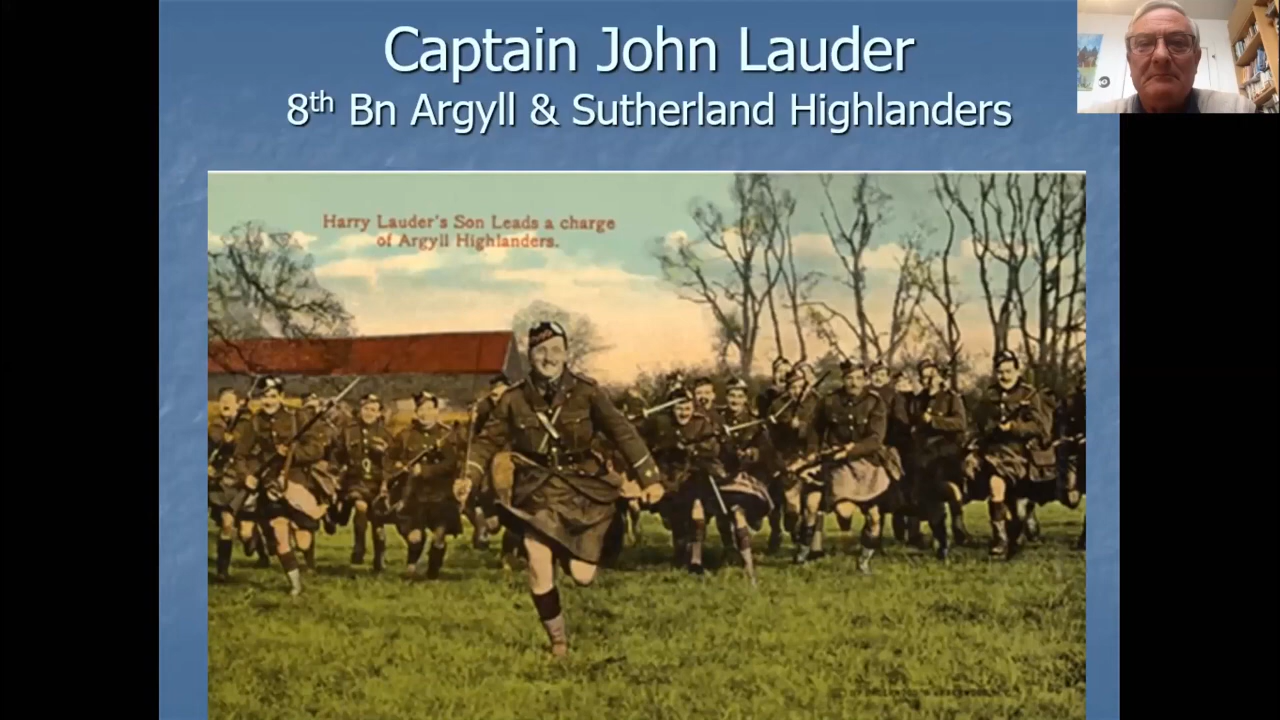 Captain John Lauder
8th Bn Argyll & Sutherland Highlanders
Harry Lauder's Son Leads a charge
of Argyll Highlanders.